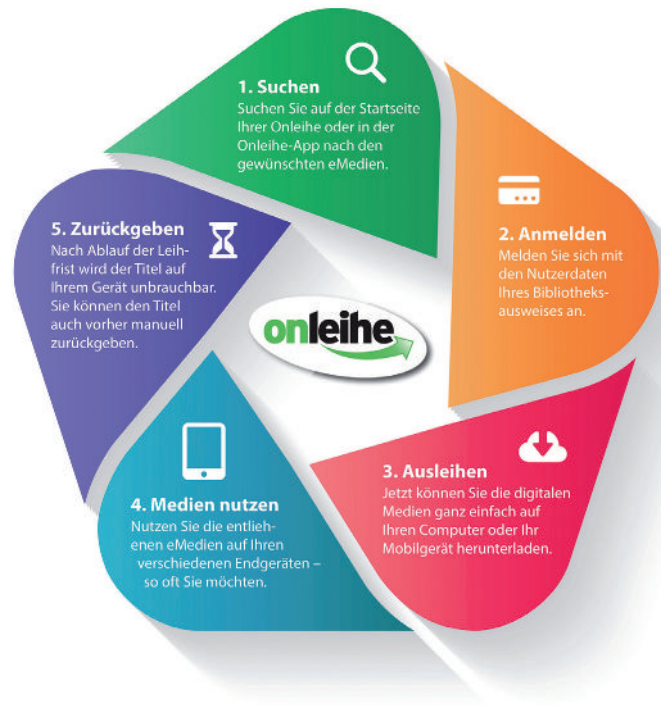 1. Suchen
Suchen Sie auf der Startseite
Ihrer Onleihe oder in der
Onleihe-App nach den
gewünschten eMedien.
2. Anmelden
Melden Sie sich mit
den Nutzerdaten
Ihres Bibliotheks-
ausweises an.
3. Ausleihen
Jetzt können Sie die digitalen
Medien ganz einfach auf
Ihren Computer oder Ihr
Mobilgerät herunterladen.
4. Medien nutzen
Nutzen Sie die entlieh-
enen eMedien auf Ihren
verschiedenen Endgeräten –
so oft Sie möchten.
5. Zurückgeben
Nach Ablauf der Leih-
frist wird der Titel auf
Ihrem Gerät unbrauchbar.
Sie können den Titel
auch vorher manuell
zurückgeben.
onleihe